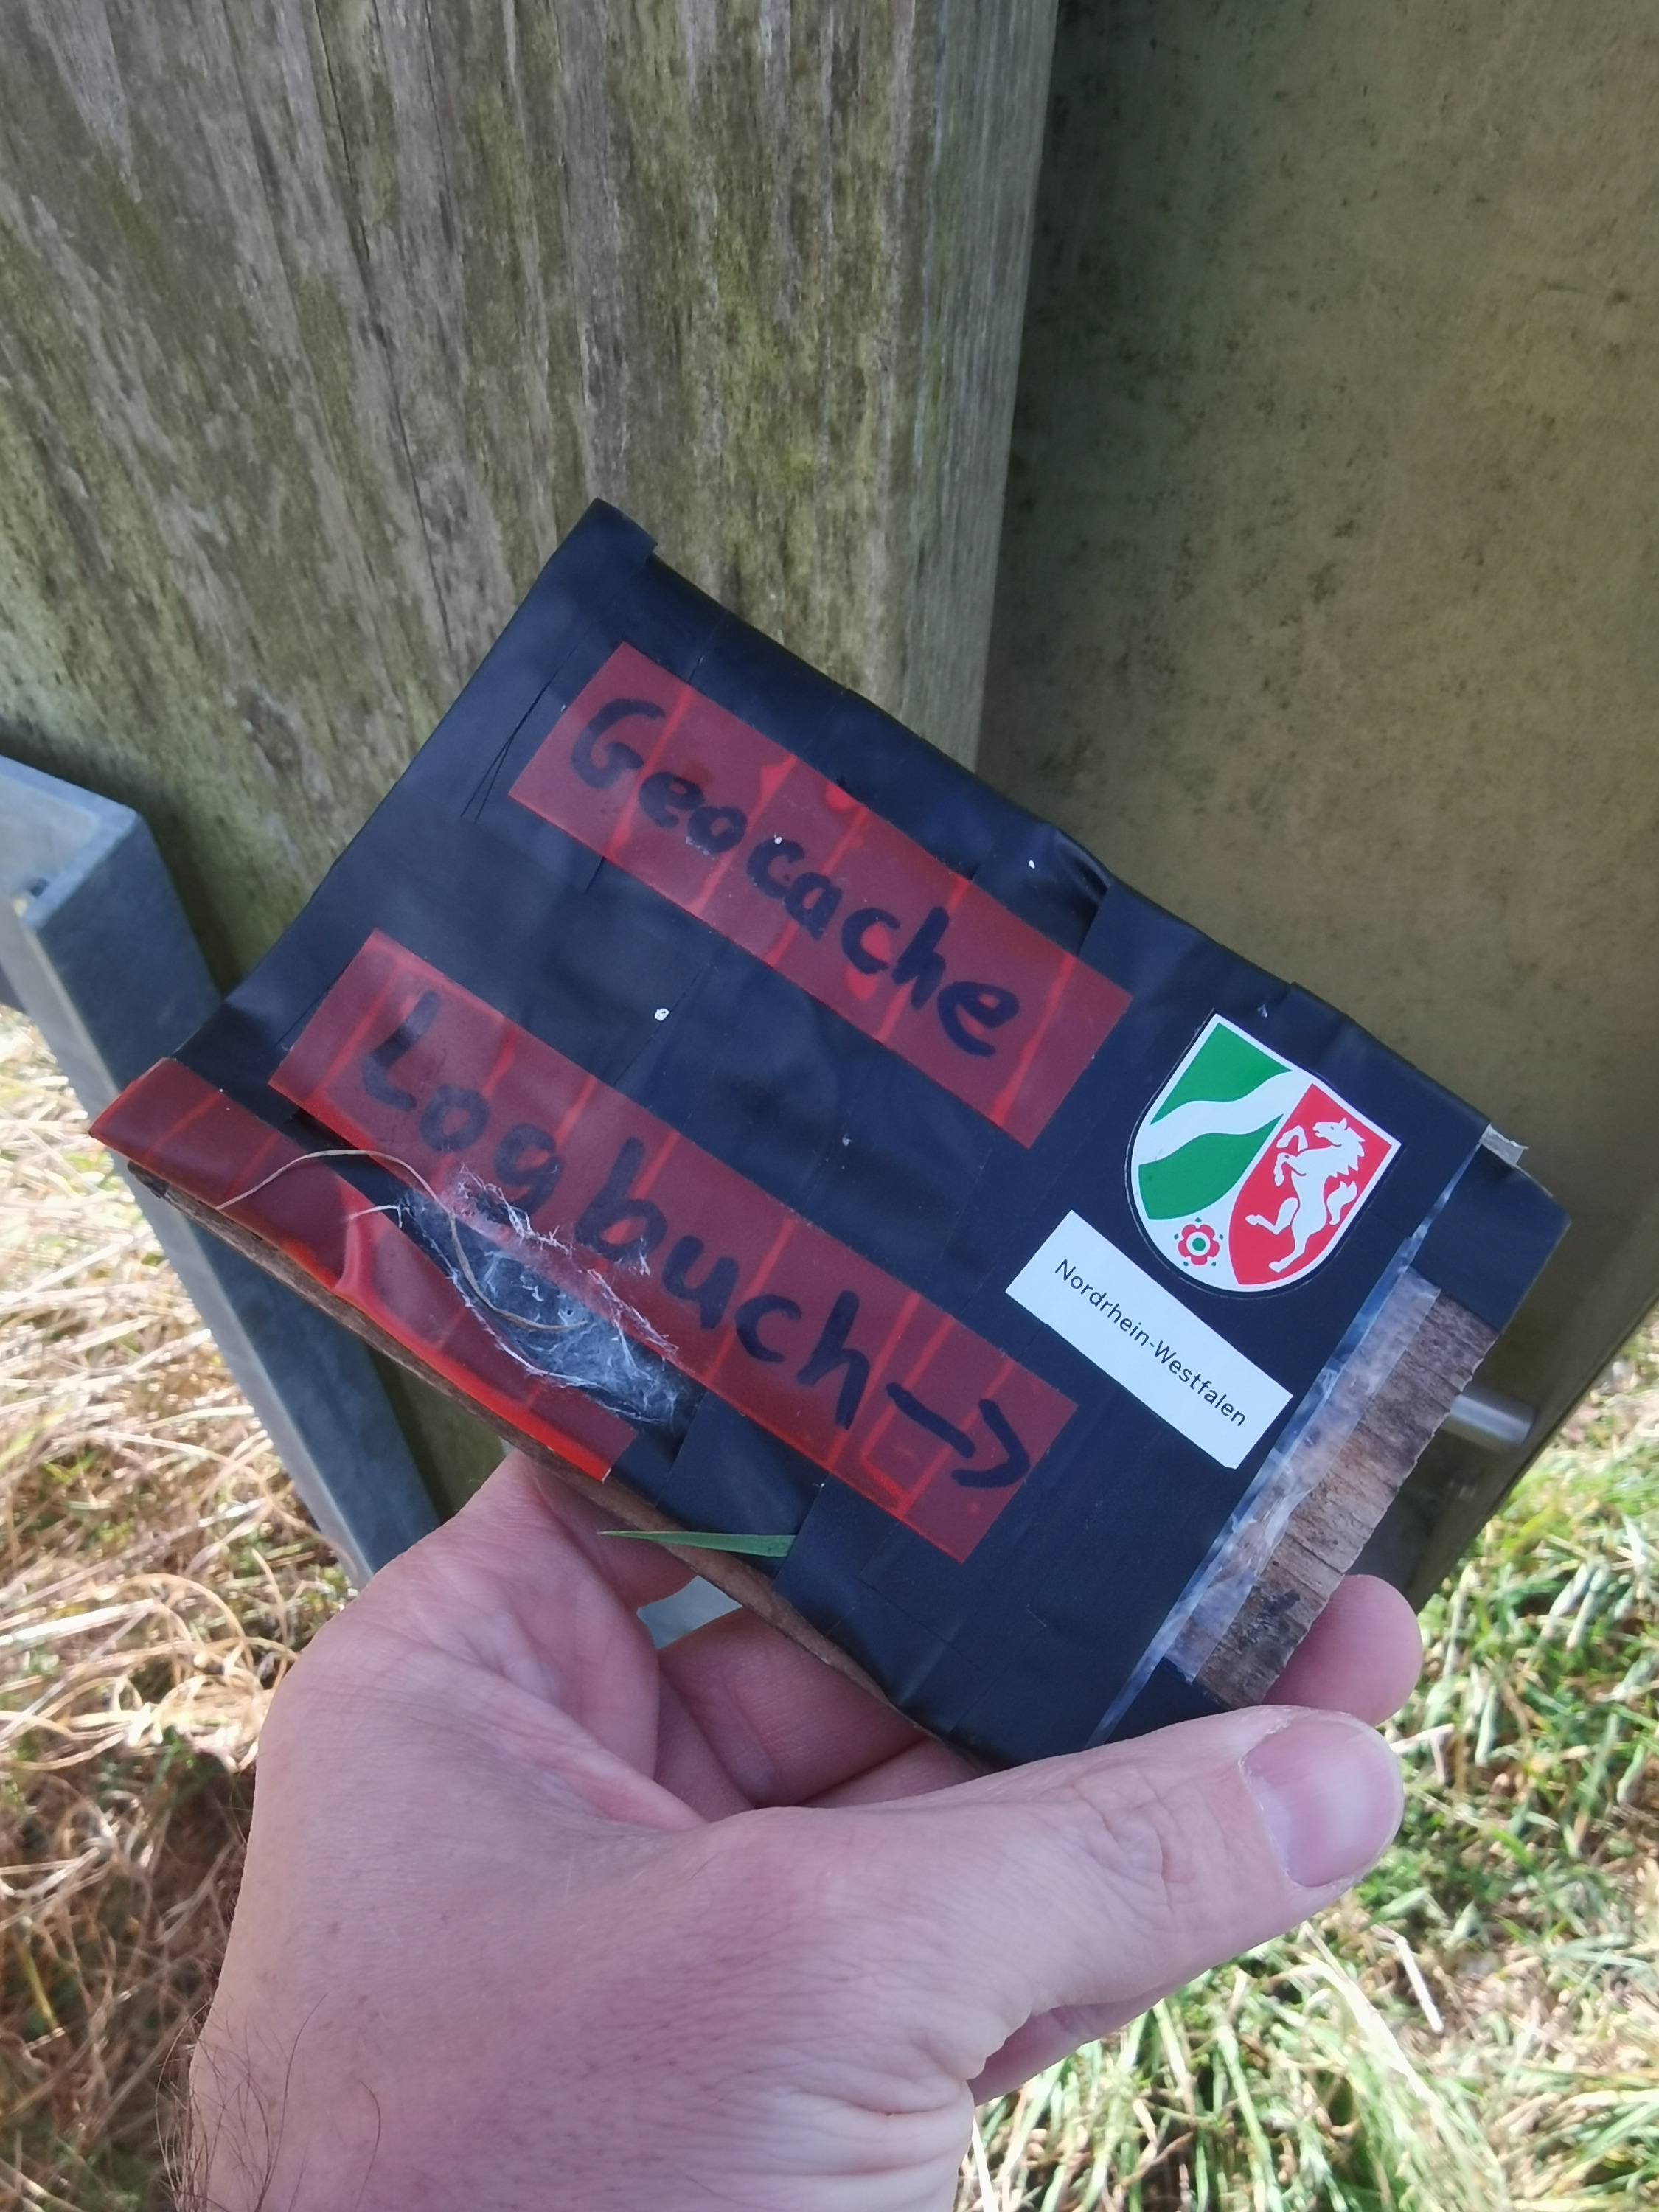 Geocache
Logbuch →
Nordrhein-Westfalen